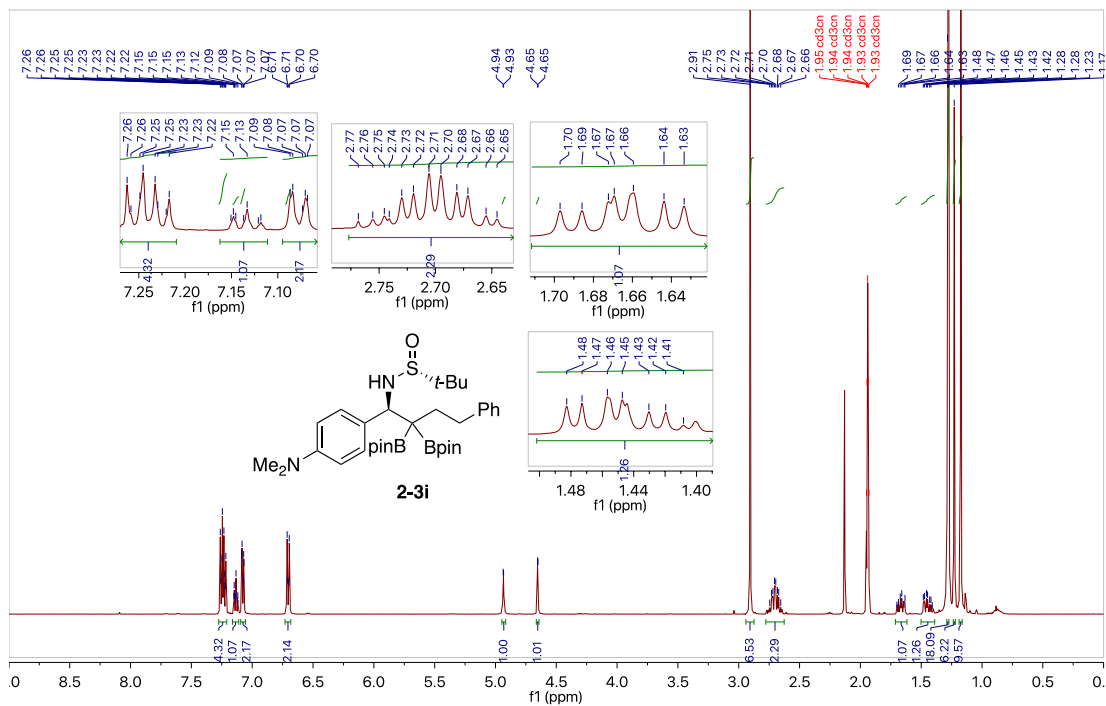 7.26 7.26 7.25 7.25 7.23 7.23 7.22 7.22 7.15 7.15 7.15 7.13 7.12 7.09 7.08 7.07 7.07 7.07 6.71 6.71 6.70 6.70 4.94 4.93 4.65 4.65 2.91 2.75 2.73 2.72 2.71 2.70 2.68 2.67 2.66 1.95 cd3cn 1.94 cd3cn 1.94 cd3cn 1.93 cd3cn 1.93 cd3cn 1.69 1.67 1.66 1.64 1.63 1.48 1.47 1.46 1.45 1.43 1.42 1.28 1.28 1.23 1.17
7.26 7.26 7.25 7.25 7.23 7.23 7.22 7.15 7.13 7.09 7.08 7.07 7.07 7.07
4.32 1.07 2.17
7.25 7.20 7.15 7.10
f1 (ppm)
2.77 2.76 2.75 2.74 2.73 2.72 2.71 2.70 2.68 2.67 2.66 2.65
2.29
2.75 2.70 2.65
f1 (ppm)
1.70 1.69 1.67 1.67 1.66 1.64 1.63
1.07
1.70 1.68 1.66 1.64
f1 (ppm)
1.48 1.47 1.46 1.45 1.43 1.42 1.41
1.26
1.48 1.44 1.40
f1 (ppm)
O
S
HN t-Bu
Ph
pinB Bpin
Me2N
2-3i
4.32 1.07 2.17 2.14 1.00 1.01 6.53 2.29 1.07 1.26 18.09 6.22 9.57
.0 8.5 8.0 7.5 7.0 6.5 6.0 5.5 5.0 4.5 4.0 3.5 3.0 2.5 2.0 1.5 1.0 0.5 0.
f1 (ppm)